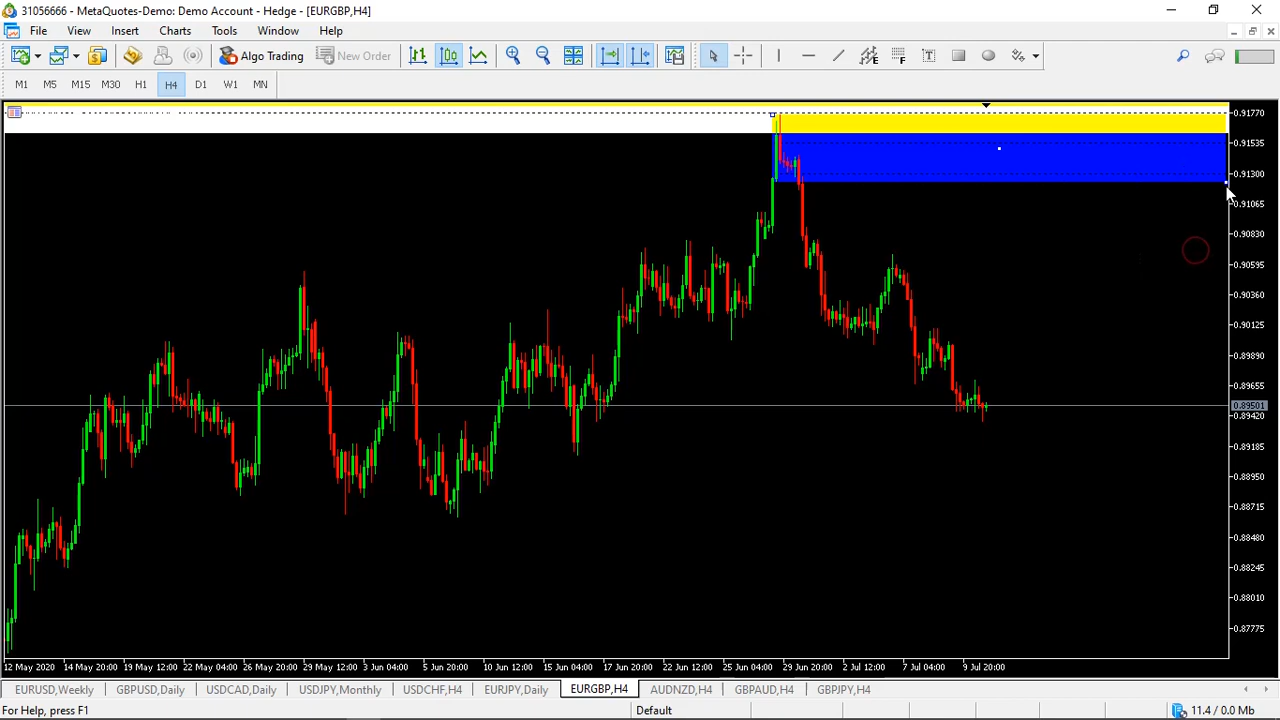 31056666 - MetaQuotes-Demo: Demo Account - Hedge - [EURGBP,H4]
File View Insert Charts Tools Window Help
Algo Trading New Order
M1 M5 M15 M30 H1 H4 D1 W1 MN
0.91770
0.91535
0.91300
0.91065
0.90830
0.90595
0.90360
0.90125
0.89890
0.89655
0.89501
0.89420
0.89185
0.88950
0.88715
0.88480
0.88245
0.88010
0.87775
12 May 2020 14 May 20:00 19 May 12:00 22 May 04:00 26 May 20:00 29 May 12:00 3 Jun 04:00 5 Jun 20:00 10 Jun 12:00 15 Jun 04:00 17 Jun 20:00 22 Jun 12:00 25 Jun 04:00 29 Jun 20:00 2 Jul 12:00 7 Jul 04:00 9 Jul 20:00
EURUSD,Weekly GBPUSD,Daily USDCAD,Daily USDJPY,Monthly USDCHF,H4 EURJPY,Daily EURGBP,H4 AUDNZD,H4 GBPAUD,H4 GBPJPY,H4
For Help, press F1 Default 11.4 / 0.0 Mb